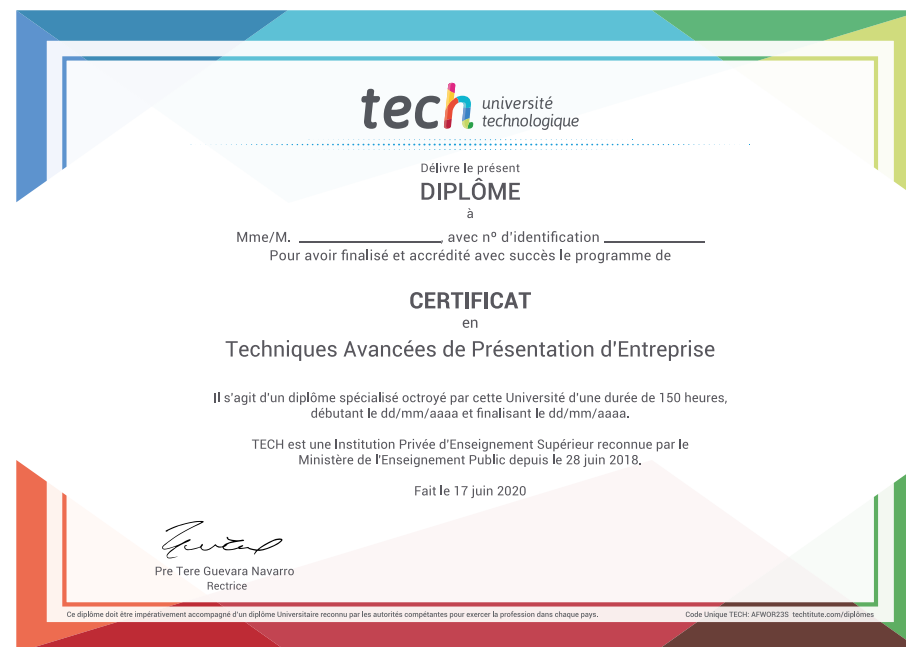 tech université
technologique
Délivre le présent
DIPLÔME
à
Mme/M. ____________________, avec nº d'identification ______________
Pour avoir finalisé et accrédité avec succès le programme de
CERTIFICAT
en
Techniques Avancées de Présentation d'Entreprise
Il s'agit d'un diplôme spécialisé octroyé par cette Université d'une durée de 150 heures,
débutant le dd/mm/aaaa et finalisant le dd/mm/aaaa.
TECH est une Institution Privée d'Enseignement Supérieur reconnue par le
Ministère de l'Enseignement Public depuis le 28 juin 2018.
Fait le 17 juin 2020
Pre Tere Guevara Navarro
Rectrice
Ce diplôme doit être impérativement accompagné d'un diplôme Universitaire reconnu par les autorités compétentes pour exercer la profession dans chaque pays.
Code Unique TECH: AFWOR23S techtitute.com/diplômes